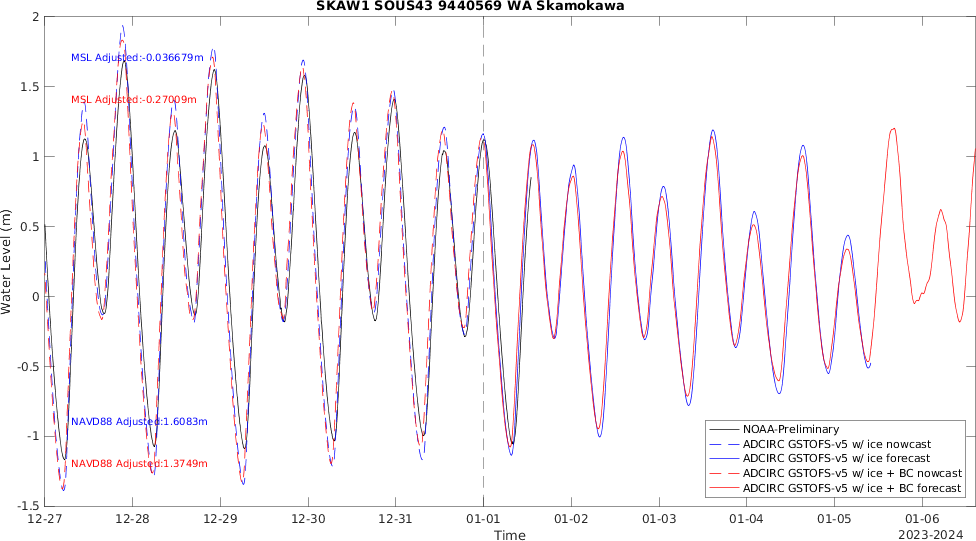 SKAW1 SOUS43 9440569 WA Skamokawa
2
1.5
1
0.5
0
-0.5
-1
-1.5
Water Level (m)
MSL Adjusted:-0.036679m
MSL Adjusted:-0.27009m
NAVD88 Adjusted:1.6083m
NAVD88 Adjusted:1.3749m
NOAA-Preliminary
ADCIRC GSTOFS-v5 w/ ice nowcast
ADCIRC GSTOFS-v5 w/ ice forecast
ADCIRC GSTOFS-v5 w/ ice + BC nowcast
ADCIRC GSTOFS-v5 w/ ice + BC forecast
12-27 12-28 12-29 12-30 12-31 01-01 01-02 01-03 01-04 01-05 01-06
Time
2023-2024